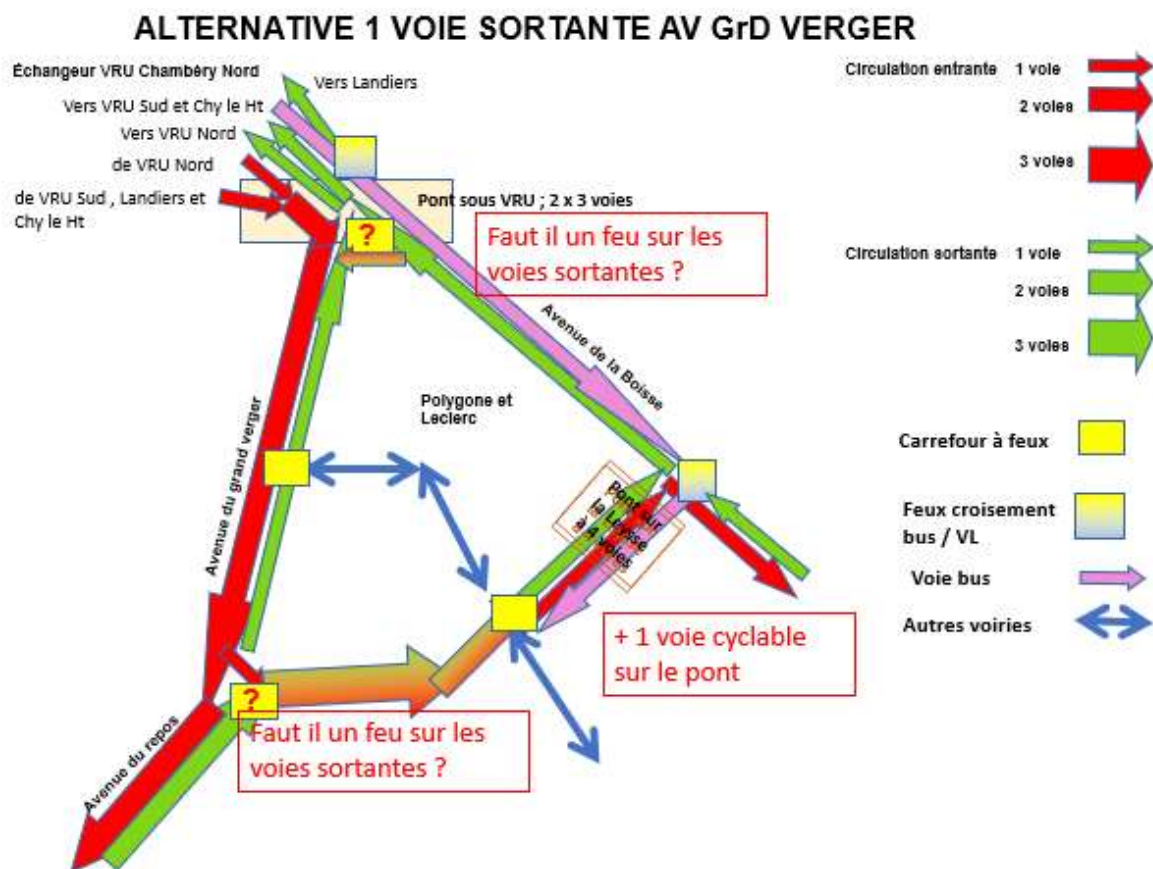 ALTERNATIVE 1 VOIE SORTANTE AV GrD VERGER
Échangeur VRU Chambéry Nord
Vers Landiers
Vers VRU Sud et Chy le Ht
Vers VRU Nord
de VRU Nord
de VRU Sud , Landiers et
Chy le Ht
Pont sous VRU ; 2 x 3 voies
?
Faut il un feu sur les
voies sortantes ?
Avenue de la Boisse
Avenue du grand verger
Polygone et
Leclerc
Pont sur
la Leysse
à 4 voies
+ 1 voie cyclable
sur le pont
?
Faut il un feu sur les
voies sortantes ?
Avenue du repos
Circulation entrante 1 voie
2 voies
3 voies
Circulation sortante 1 voie
2 voies
3 voies
Carrefour à feux
Feux croisement
bus / VL
Voie bus
Autres voiries